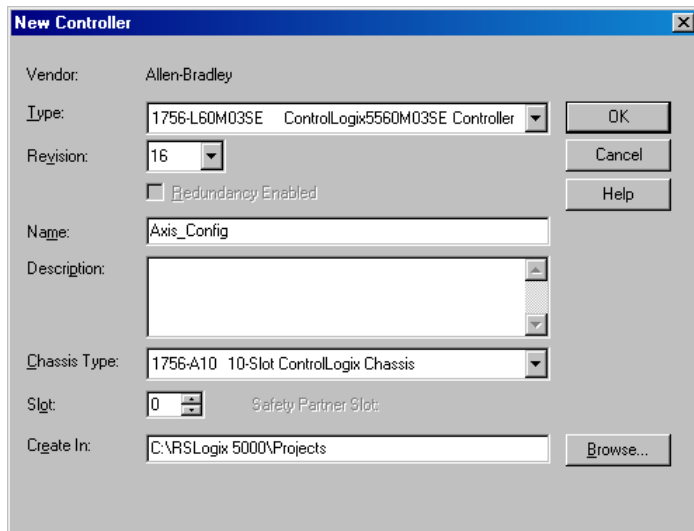 New Controller
Vendor: Allen-Bradley
Type: 1756-L60M03SE ControlLogix5560M03SE Controller OK
Revision: 16 Cancel
Redundancy Enabled Help
Name: Axis_Config
Description:
Chassis Type: 1756-A10 10-Slot ControlLogix Chassis
Slot: 0 Safety Partner Slot:
Create In: C:\RSLogix 5000\Projects Browse...